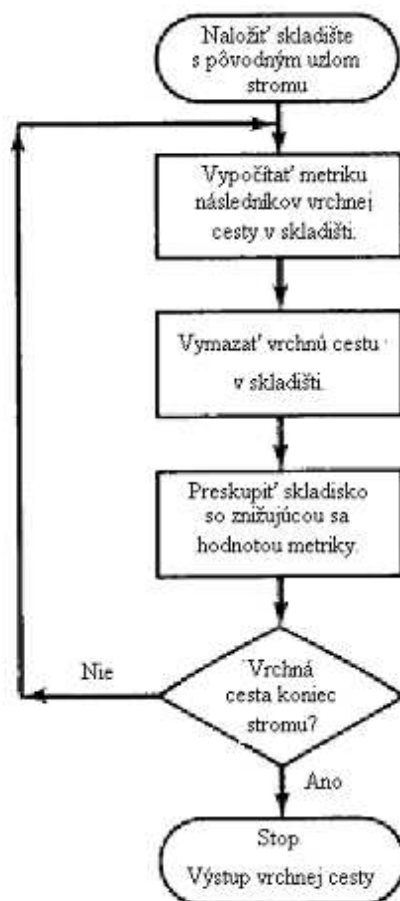 Naložiť skladište
s pôvodným uzlom
stromu
Vypočítať metriku
následníkov vrchnej
cesty v skladišti.
Vymazať vrchnú cestu
v skladišti.
Preskupiť skladisko
so znižujúcou sa
hodnotou metriky.
Nie
Vrchná
cesta koniec
stromu?
Ano
Stop
Výstup vrchnej cesty